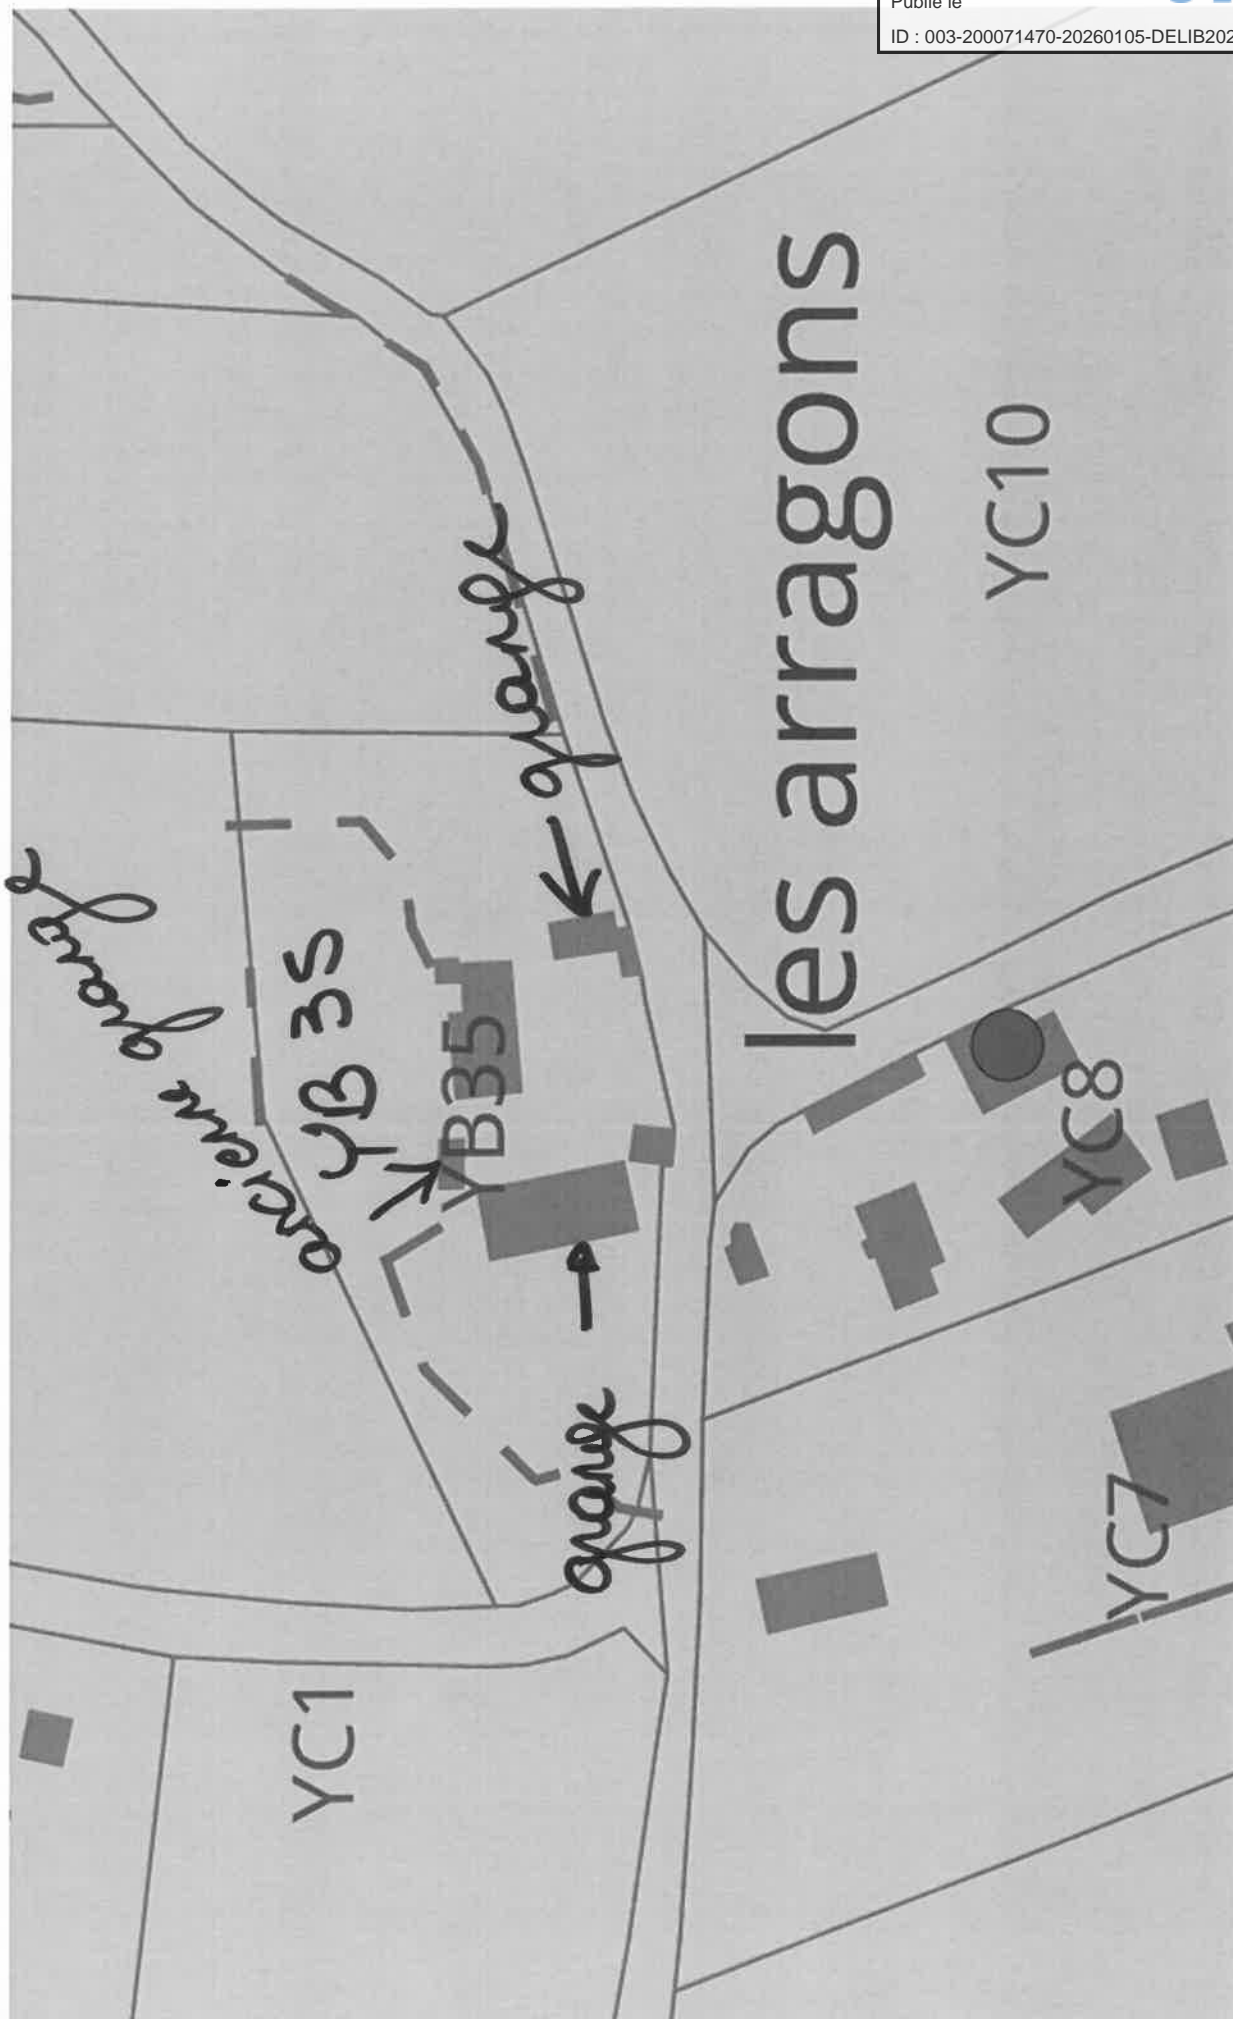 Publié le
ID : 003-200071470-20260105-DELIB202
grange
ancienne grange
YB 35
YB35
grange
les arragons
YC10
YC8
YC7
YC1